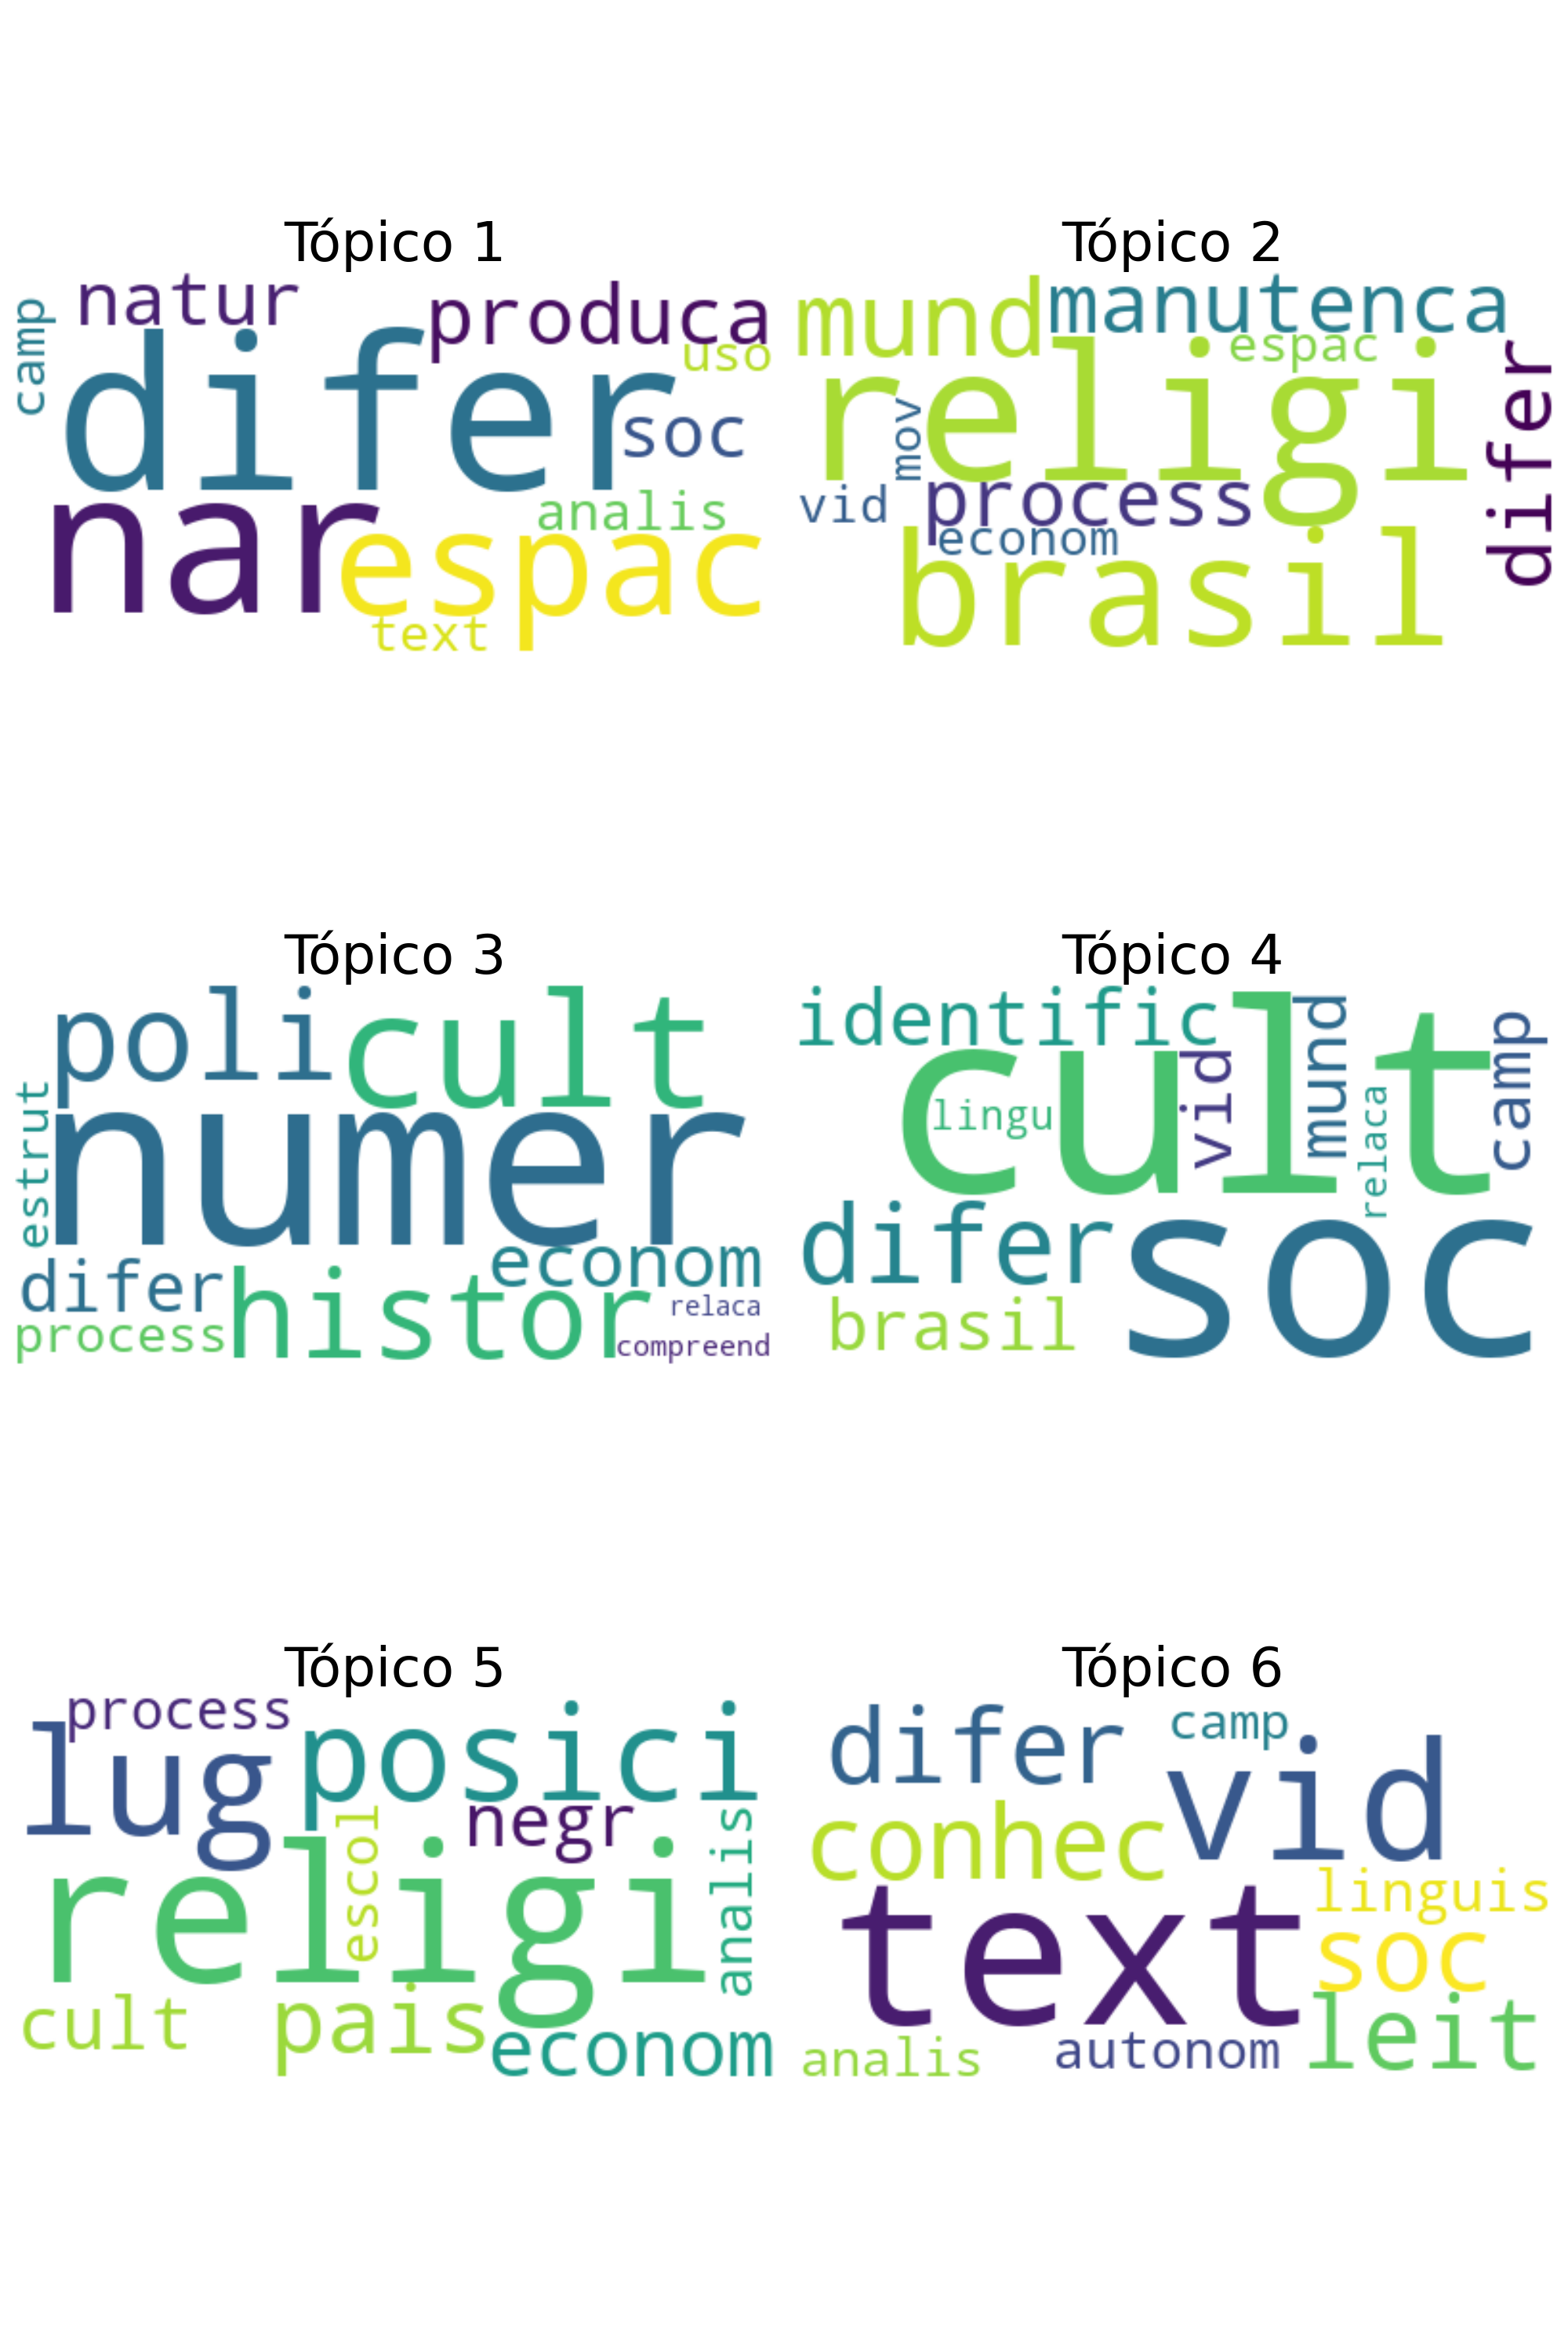 Tópico 1
natur
produca
camp
uso
difer
soc
analis
nar
espac
text
Tópico 2
mund
manutenca
espac
religi
difer
mov
vid
process
econom
brasil
Tópico 3
poli
cult
estrut
numer
econom
difer
histor
relaca
process
compreend
Tópico 4
identific
cult
lingu
vid
mund
relaca
camp
difer
soc
brasil
Tópico 5
process
lug
posici
negr
escol
analis
religi
cult
pais
econom
Tópico 6
difer
camp
vid
conhec
linguis
text
soc
leit
analis
autonom